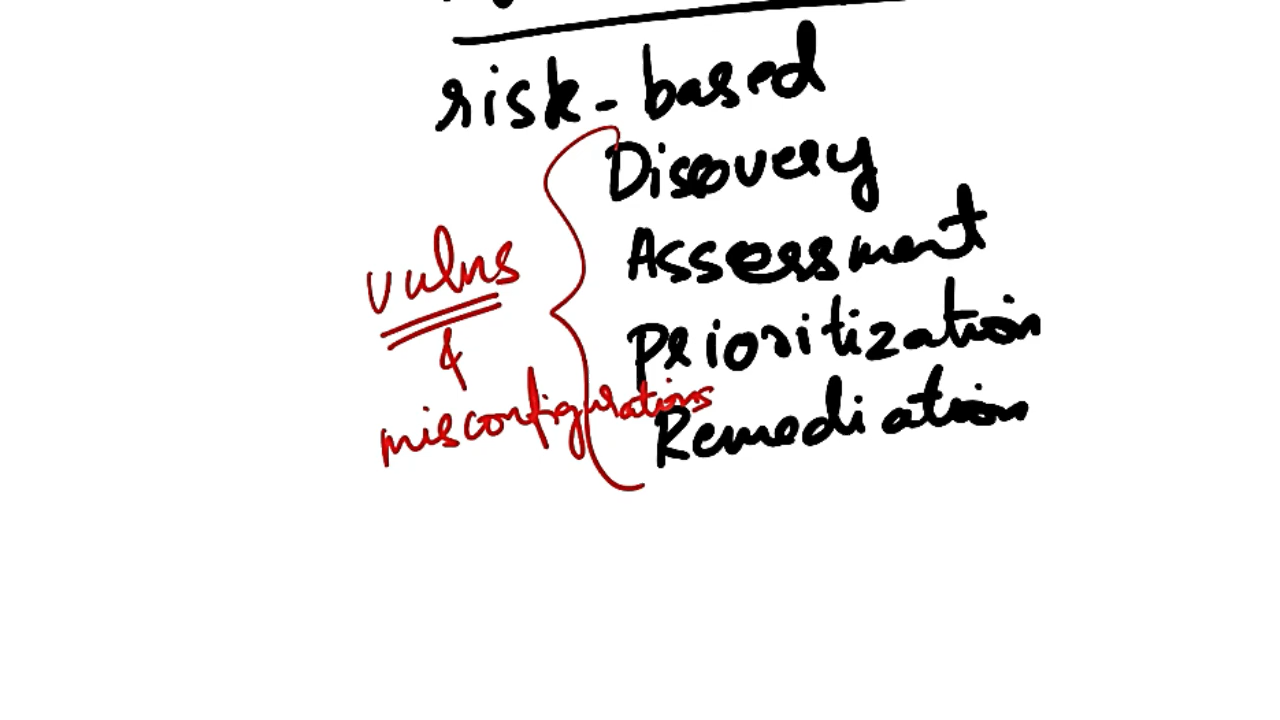 risk-based
Discovery
Assessment
vulns
Prioritization
&
misconfigurations
Remediation